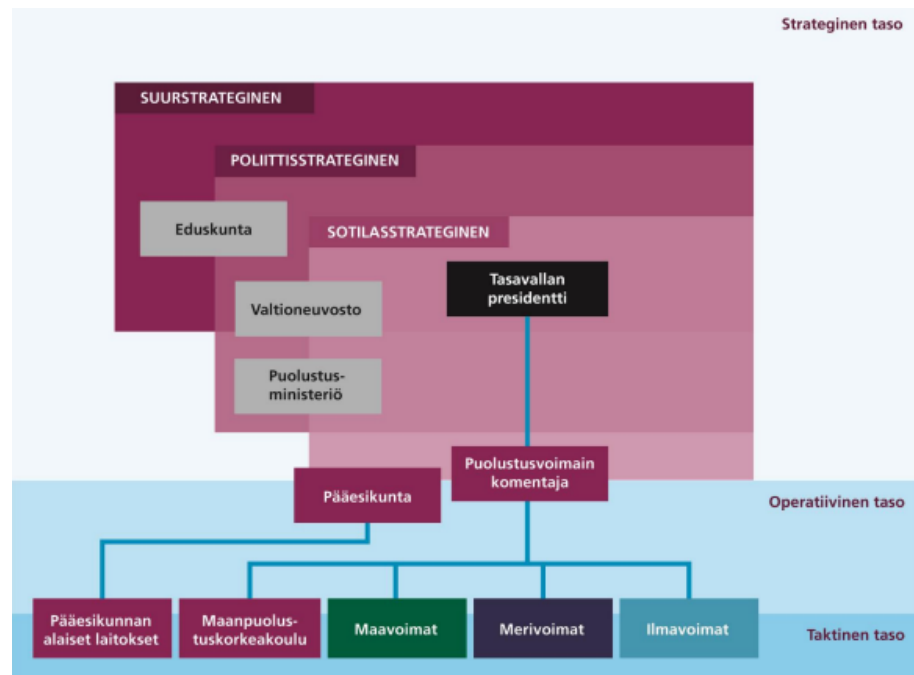 Strateginen taso
SUURSTRATEGINEN
POLIITTISSTRATEGINEN
Eduskunta
SOTILASSTRATEGINEN
Tasavallan
presidentti
Valtioneuvosto
Puolustus-
ministeriö
Puolustusvoimain
komentaja
Pääesikunta
Operatiivinen taso
Pääesikunnan
alaiset laitokset
Maanpuolus-
tuskorkeakoulu
Maavoimat
Merivoimat
Ilmavoimat
Taktinen taso